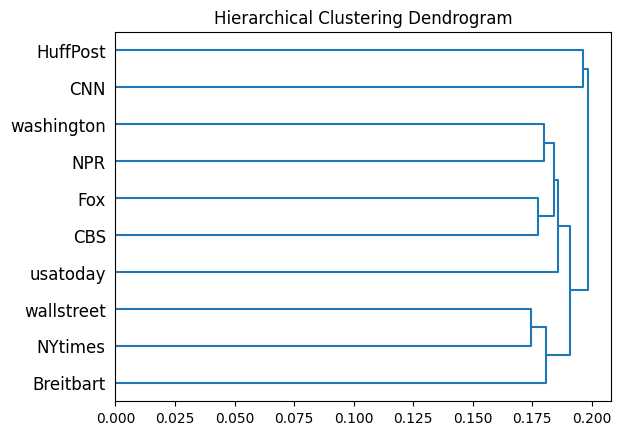 Hierarchical Clustering Dendrogram
HuffPost
CNN
washington
NPR
Fox
CBS
usatoday
wallstreet
NYtimes
Breitbart
0.000 0.025 0.050 0.075 0.100 0.125 0.150 0.175 0.200